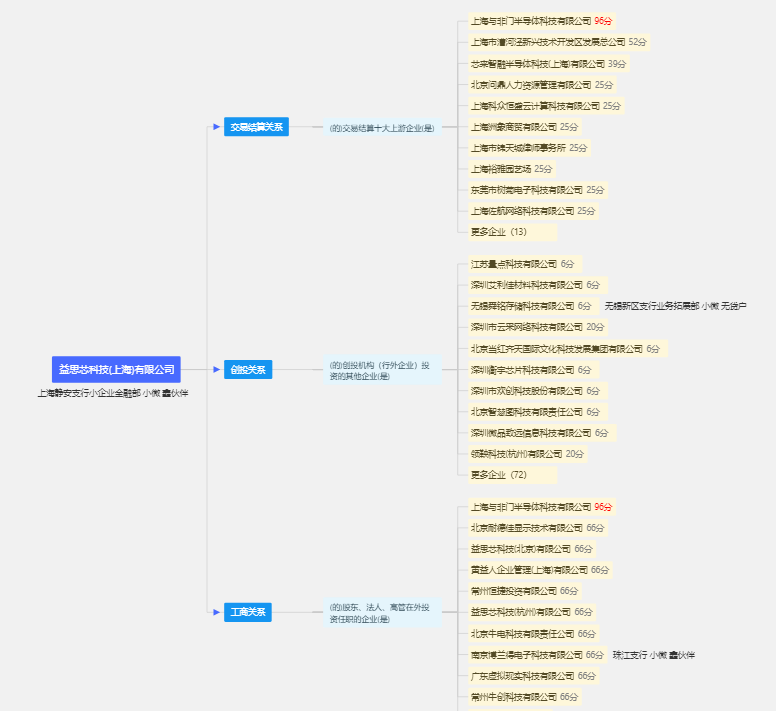 上海与非门半导体科技有限公司 96分
上海市漕河泾新兴技术开发区发展总公司 52分
芯来智融半导体科技(上海)有限公司 39分
北京问鼎人力资源管理有限公司 25分
上海科众恒盛云计算科技有限公司 25分
交易结算关系
(的)交易结算十大上游企业(是)
上海洲象商贸有限公司 25分
上海市锦天城律师事务所 25分
上海裕雅园艺场 25分
东莞市树菀电子科技有限公司 25分
上海佐航网络科技有限公司 25分
更多企业（13）
江苏量点科技有限公司 6分
深圳艾利佳材料科技有限公司 6分
无锡舜铭存储科技有限公司 6分
无锡新区支行业务拓展部 小微 无贷户
深圳市云采网络科技有限公司 20分
北京当红齐天国际文化科技发展集团有限公司 6分
益思芯科技(上海)有限公司
上海静安支行小企业金融部 小微 鑫伙伴
创投关系
(的)创投机构（行外企业）投
资的其他企业(是)
深圳衡宇芯片科技有限公司 6分
深圳市欢创科技股份有限公司 6分
北京智慧图科技有限责任公司 6分
深圳微品致远信息科技有限公司 6分
领鞅科技(杭州)有限公司 20分
更多企业（72）
上海与非门半导体科技有限公司 96分
北京耐德佳显示技术有限公司 66分
益思芯科技(北京)有限公司 66分
黄益人企业管理(上海)有限公司 66分
常州恒捷投资有限公司 66分
工商关系
(的)股东、法人、高管在外投
资任职的企业(是)
益思芯科技(杭州)有限公司 66分
北京牛电科技有限责任公司 66分
南京博兰得电子科技有限公司 66分
珠江支行 小微 鑫伙伴
广东虚拟现实科技有限公司 66分
常州牛创科技有限公司 66分